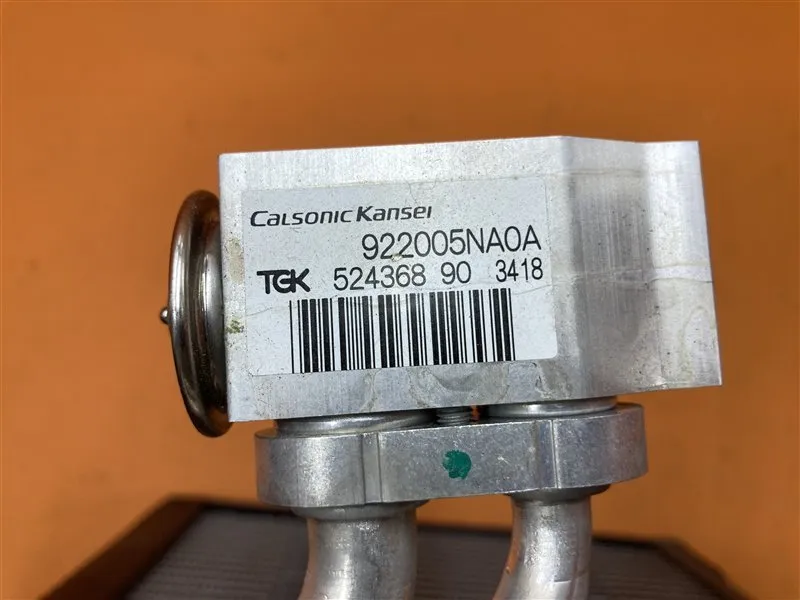 CalsonicKansei
922005NA0A
TGK 524368 90 3418